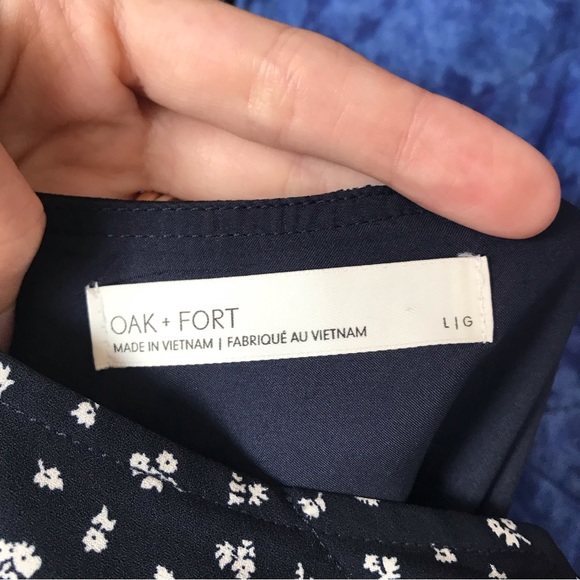 OAK + FORT
MADE IN VIETNAM | FABRIQUÉ AU VIETNAM
L|G